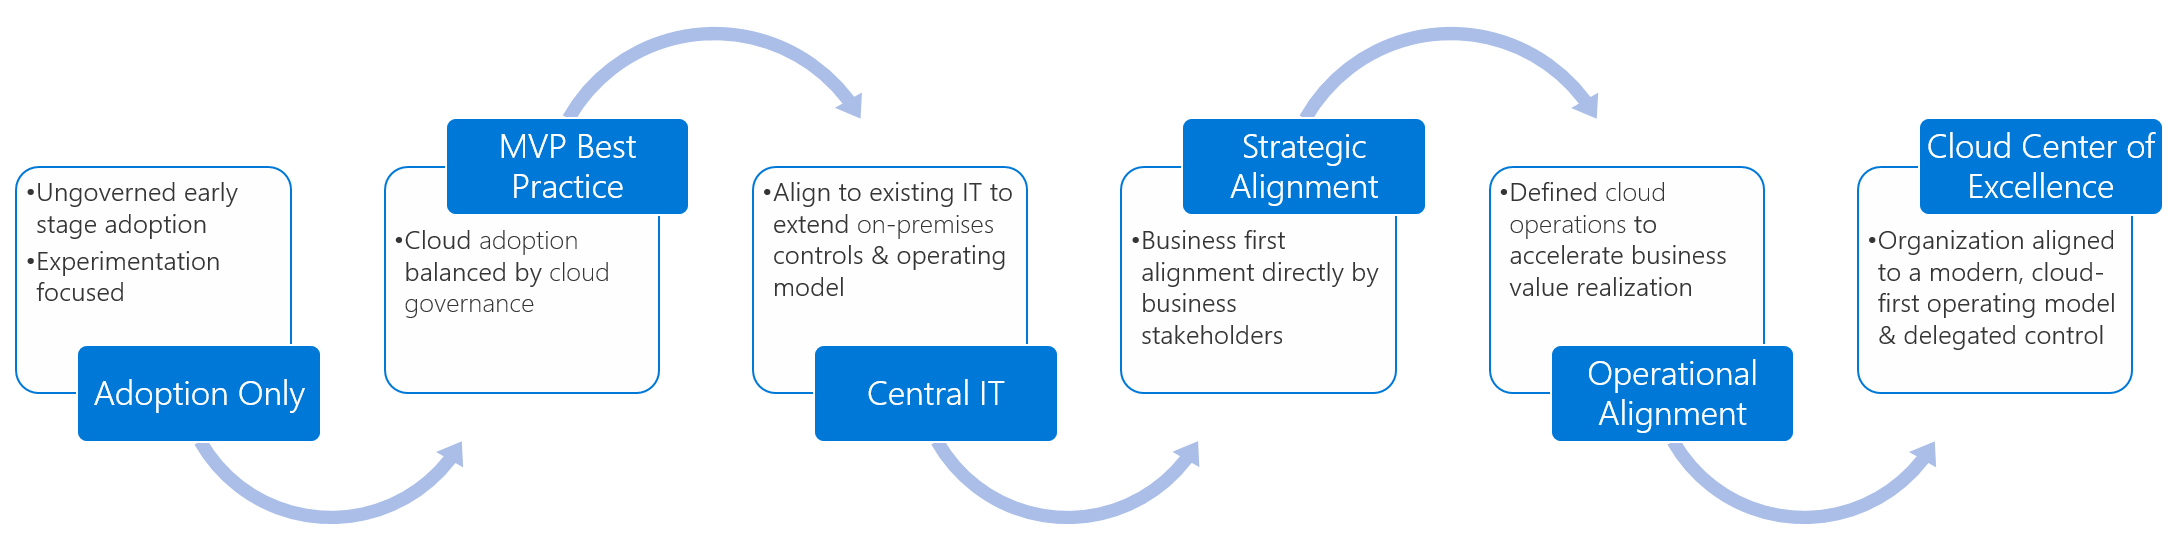 •Ungoverned early
stage adoption
•Experimentation
focused
Adoption Only
MVP Best
Practice
•Cloud adoption
balanced by cloud
governance
•Align to existing IT to
extend on-premises
controls & operating
model
Central IT
Strategic
Alignment
•Business first
alignment directly by
business
stakeholders
•Defined cloud
operations to
accelerate business
value realization
Operational
Alignment
Cloud Center of
Excellence
•Organization aligned
to a modern, cloud-
first operating model
& delegated control